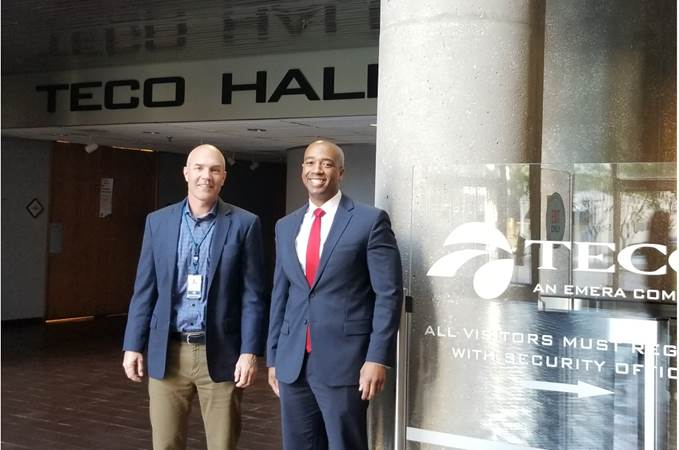 TECO HALL
TECO
AN EMERA COM
ALL VISITORS MUST REG
WITH SECURITY OFFIC